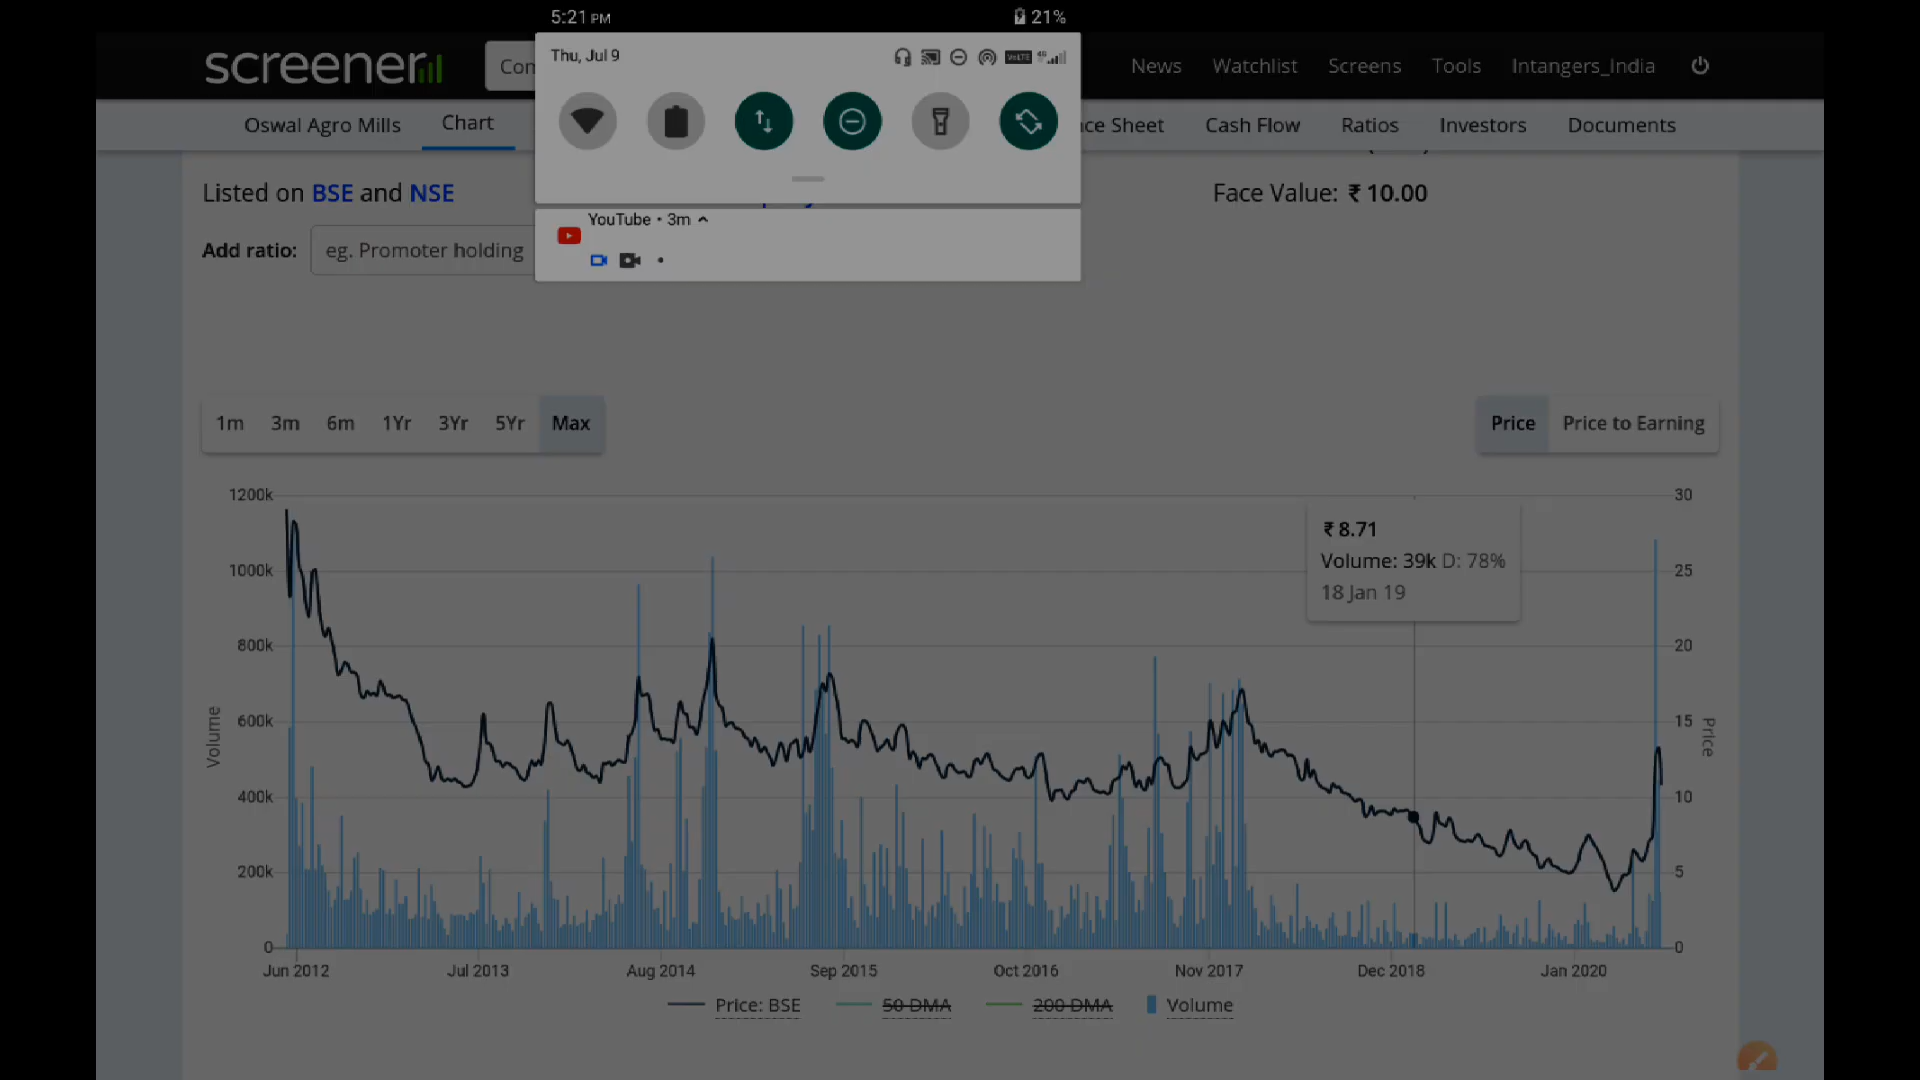 5:21 PM
21%
Thu, Jul 9
VoLTE
4G
screener
Con
News
Watchlist
Screens
Tools
Intangers_India
Oswal Agro Mills
Chart
ce Sheet
Cash Flow
Ratios
Investors
Documents
Listed on BSE and NSE
Face Value: ₹ 10.00
YouTube • 3m
Add ratio:
eg. Promoter holding
1m
3m
6m
1Yr
3Yr
5Yr
Max
Price
Price to Earning
1200k
1000k
800k
600k
400k
200k
0
Volume
30
25
20
15
10
5
0
Price
₹ 8.71
Volume: 39k D: 78%
18 Jan 19
Jun 2012
Jul 2013
Aug 2014
Sep 2015
Oct 2016
Nov 2017
Dec 2018
Jan 2020
Price: BSE
50 DMA
200 DMA
Volume